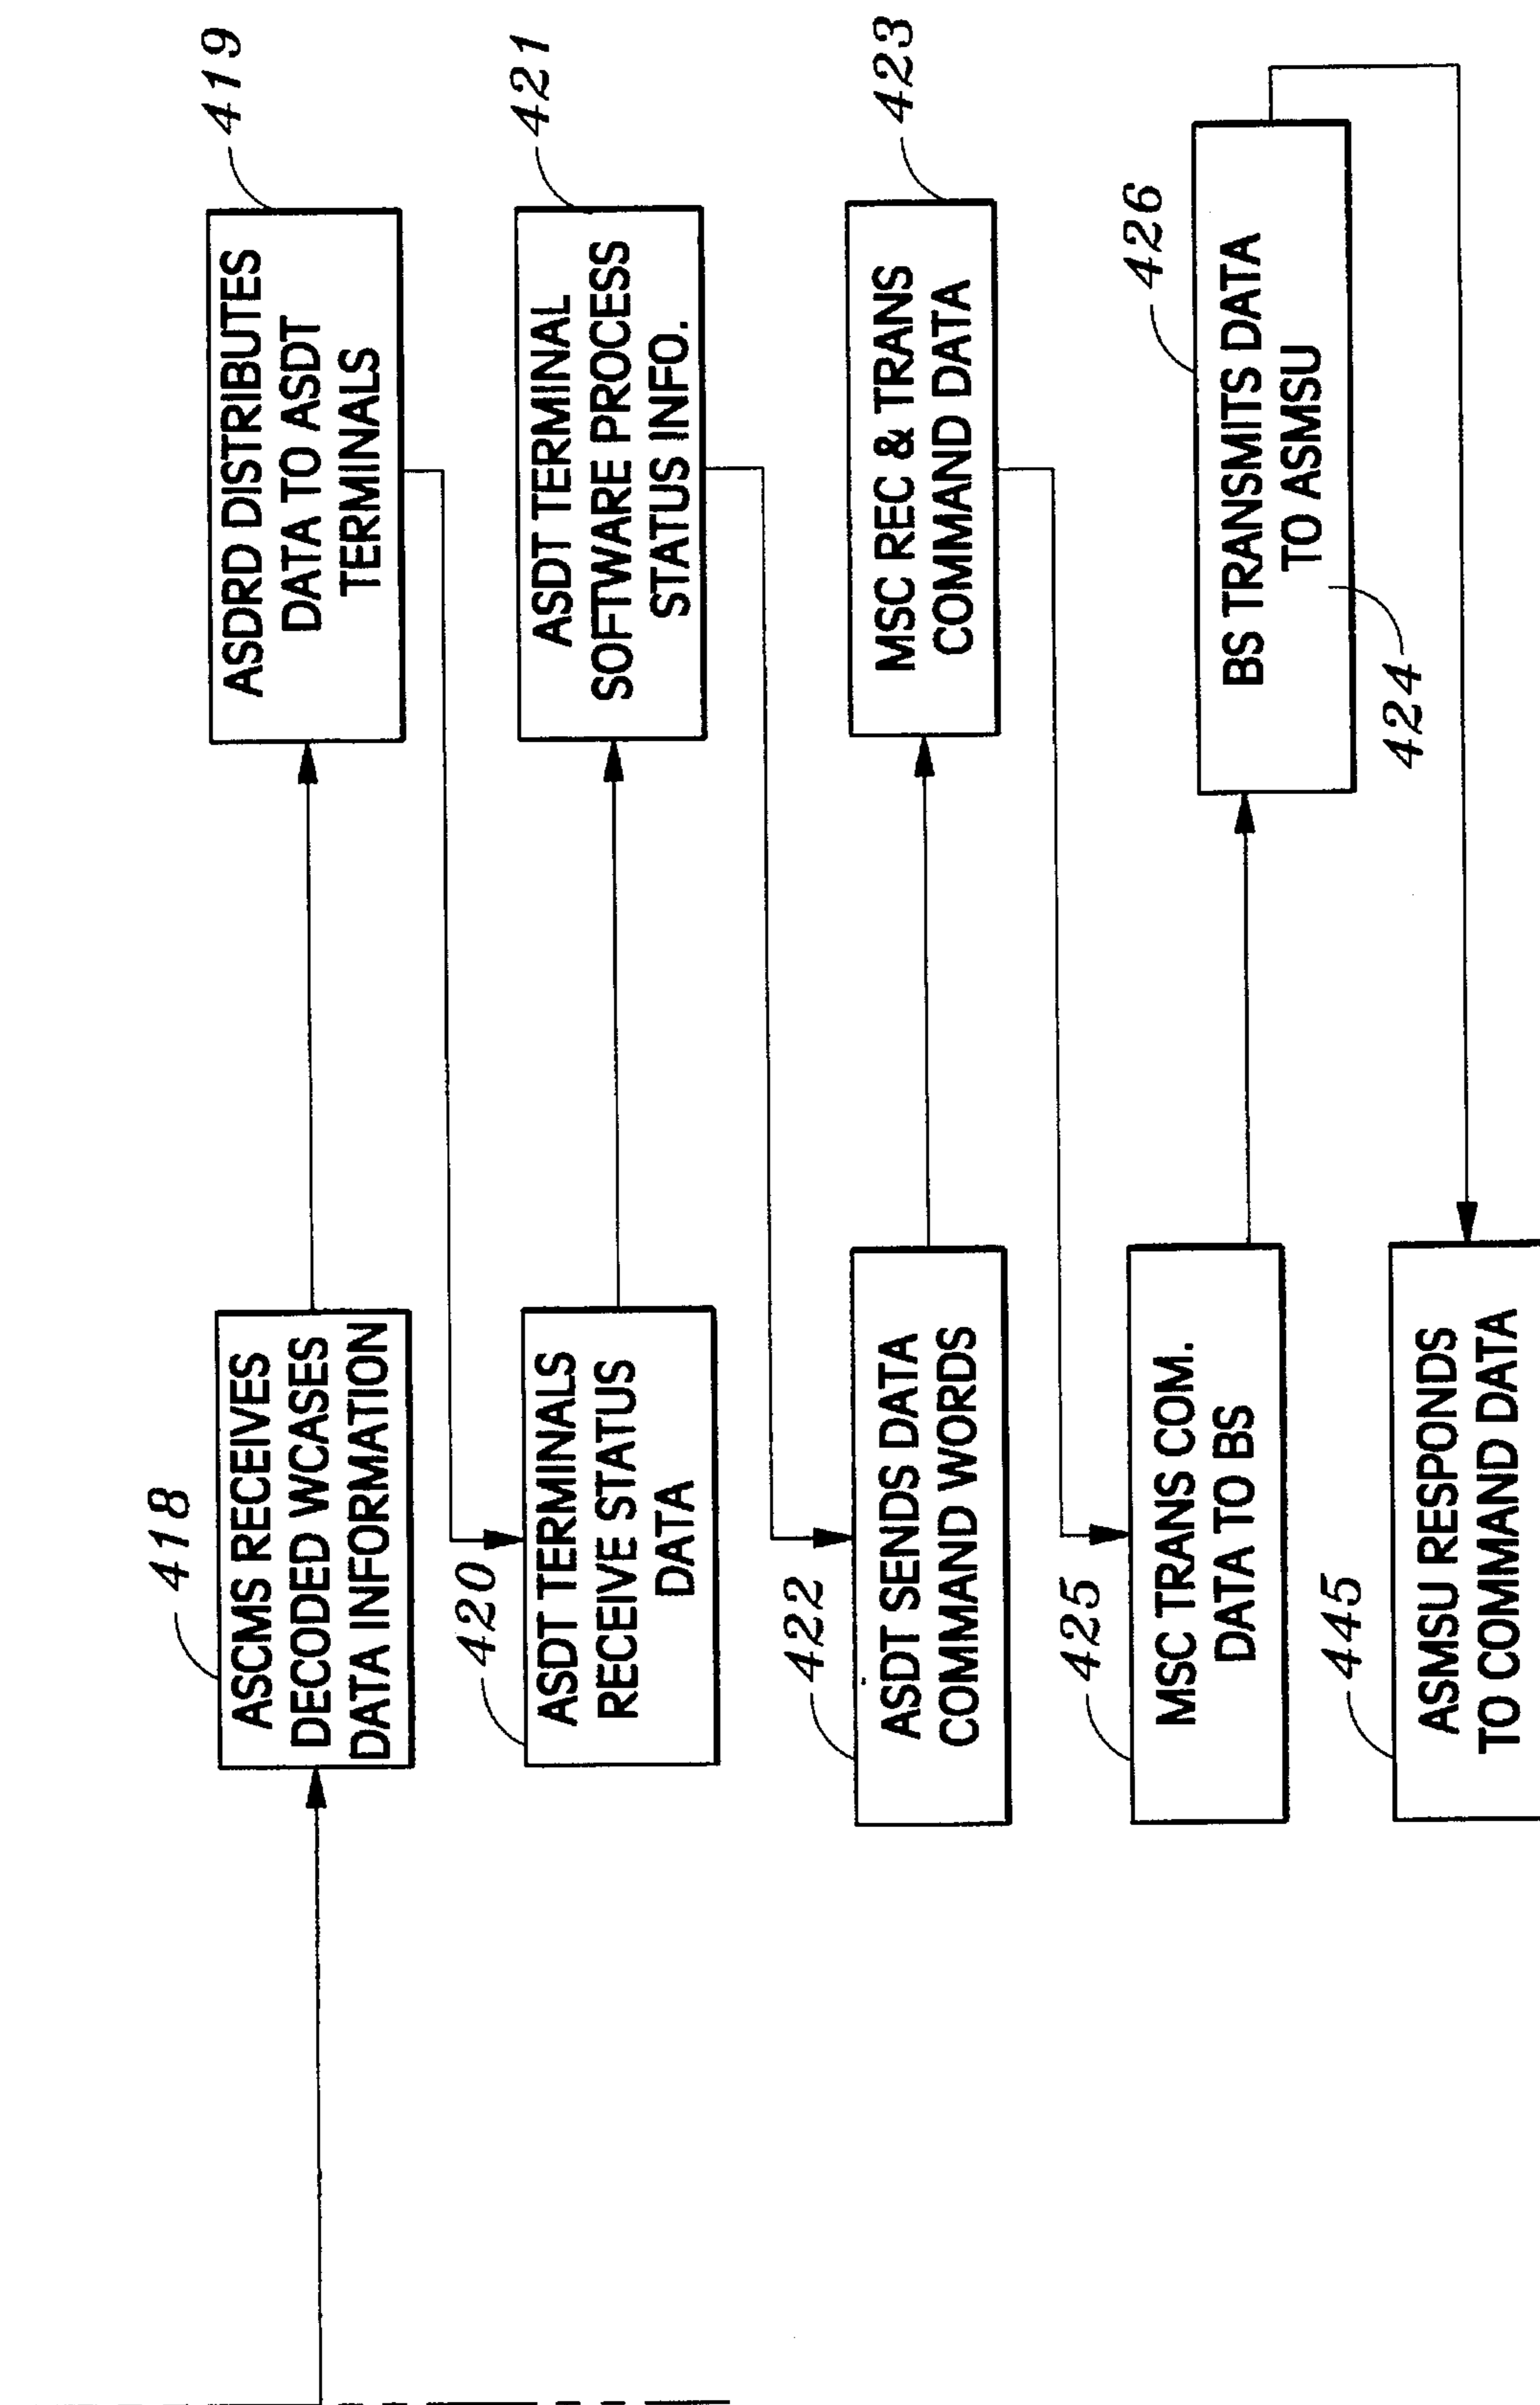 418
ASCMS RECEIVES
DECODED WCASES
DATA INFORMATION
419
ASDRD DISTRIBUTES
DATA TO ASDT
TERMINALS
420
ASDT TERMINALS
RECEIVE STATUS
DATA
421
ASDT TERMINAL
SOFTWARE PROCESS
STATUS INFO.
422
ASDT SENDS DATA
COMMAND WORDS
423
MSC REC & TRANS
COMMAND DATA
425
MSC TRANS COM.
DATA TO BS
426
BS TRANSMITS DATA
TO ASMSU
424
445
ASMSU RESPONDS
TO COMMAND DATA